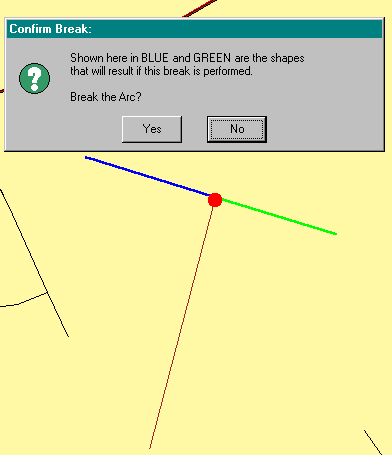 Confirm Break:
Shown here in BLUE and GREEN are the shapes
that will result if this break is performed.
Break the Arc?
Yes
No